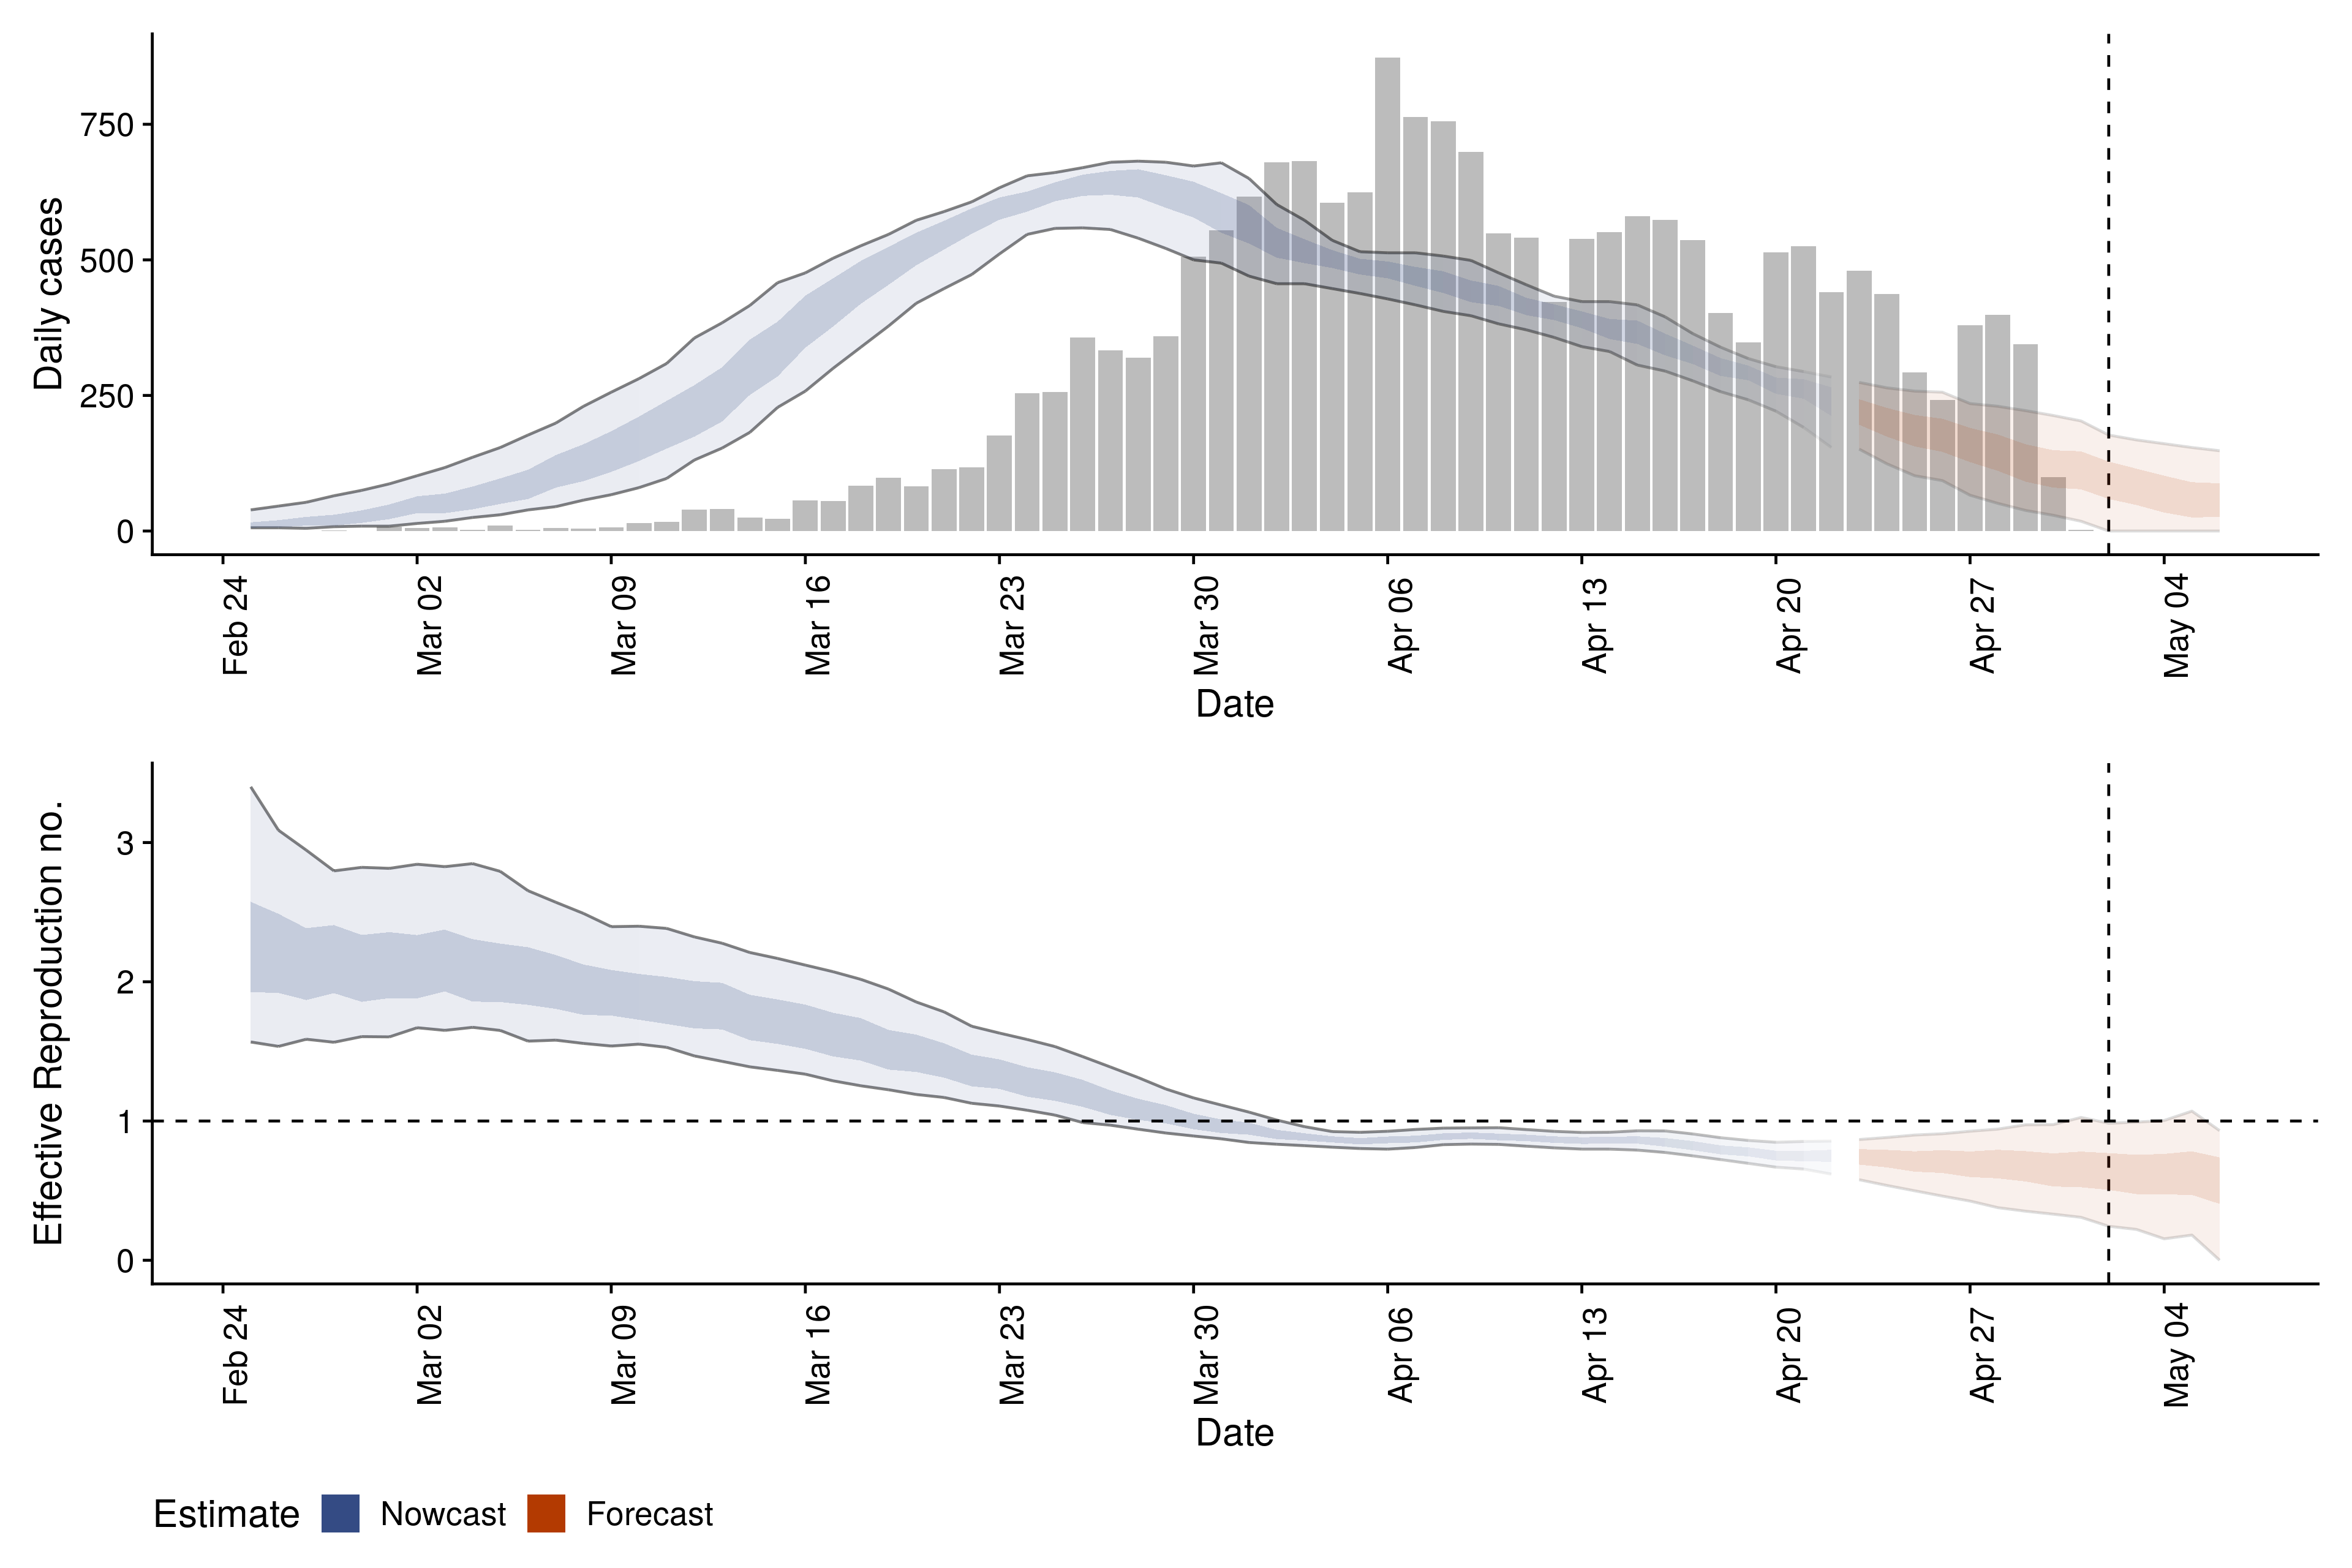 Daily cases
750
500
250
0
Feb 24
Mar 02
Mar 09
Mar 16
Mar 23
Mar 30
Apr 06
Apr 13
Apr 20
Apr 27
May 04
Date
Effective Reproduction no.
3
2
1
0
Feb 24
Mar 02
Mar 09
Mar 16
Mar 23
Mar 30
Apr 06
Apr 13
Apr 20
Apr 27
May 04
Date
Estimate Nowcast Forecast